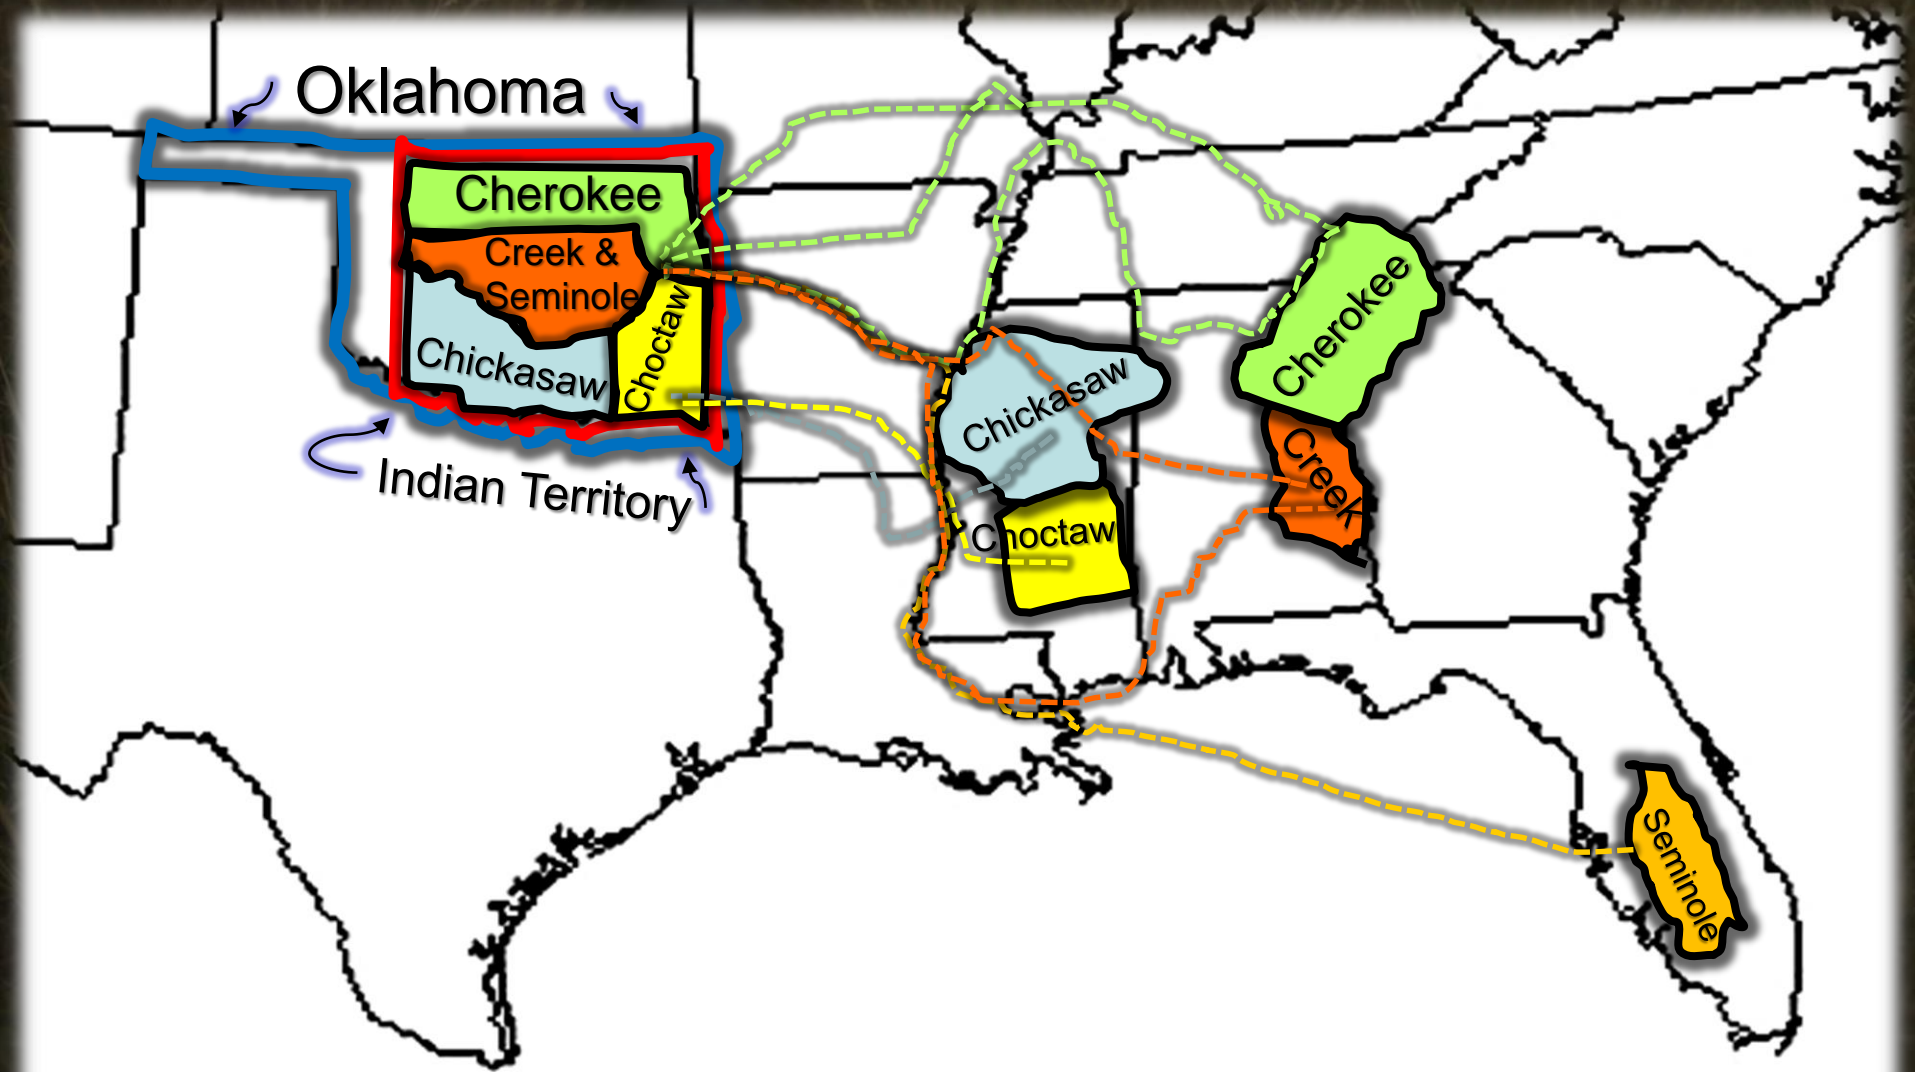 Oklahoma
Cherokee
Creek &
Seminole
Chickasaw
Choctaw
Indian Territory
Chickasaw
Choctaw
Cherokee
Creek
Seminole